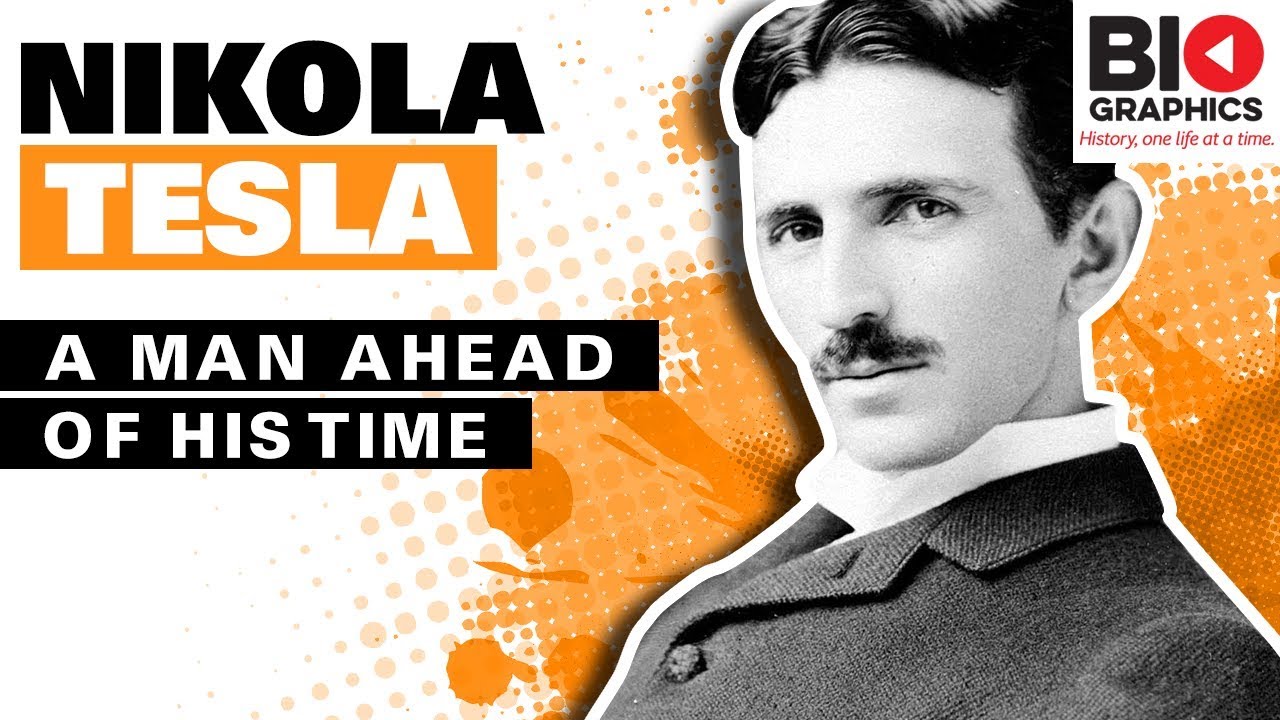 NIKOLA
TESLA
A MAN AHEAD
OF HIS TIME
BIO
GRAPHICS
History, one life at a time.